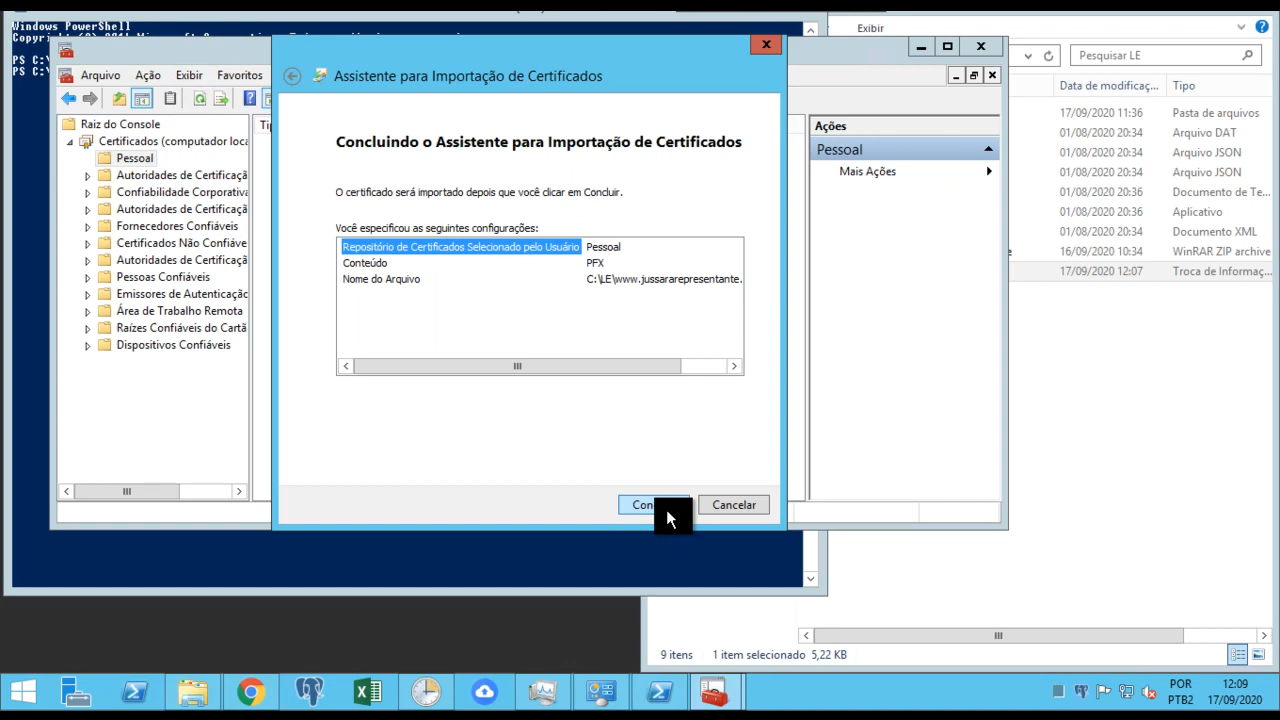 Windows PowerShell
PS C:\
PS C:\
Exibir
Pesquisar LE
Arquivo
Ação
Exibir
Favoritos
Assistente para Importação de Certificados
Data de modificaç...
Tipo
17/09/2020 11:36
Pasta de arquivos
01/08/2020 20:34
Arquivo DAT
01/08/2020 20:34
Arquivo JSON
01/08/2020 20:34
Arquivo JSON
01/08/2020 20:36
Documento de Te...
01/08/2020 20:36
Aplicativo
01/08/2020 20:36
Documento XML
16/09/2020 10:34
WinRAR ZIP archive
17/09/2020 12:07
Troca de Informaç...
Raiz do Console
Certificados (computador loca
Pessoal
Autoridades de Certificaçã
Confiabilidade Corporativa
Autoridades de Certificaçã
Fornecedores Confiáveis
Certificados Não Confiáve
Autoridades de Certificaçã
Pessoas Confiáveis
Emissores de Autenticação
Área de Trabalho Remota
Raízes Confiáveis do Cartã
Dispositivos Confiáveis
Concluindo o Assistente para Importação de Certificados
O certificado será importado depois que você clicar em Concluir.
Você especificou as seguintes configurações:
Repositório de Certificados Selecionado pelo Usuário
Pessoal
Conteúdo
PFX
Nome do Arquivo
C:\LE\www.jussararepresentante.
Cancelar
Ações
Pessoal
Mais Ações
9 itens
1 item selecionado 5,22 KB
POR
PTB2
12:09
17/09/2020